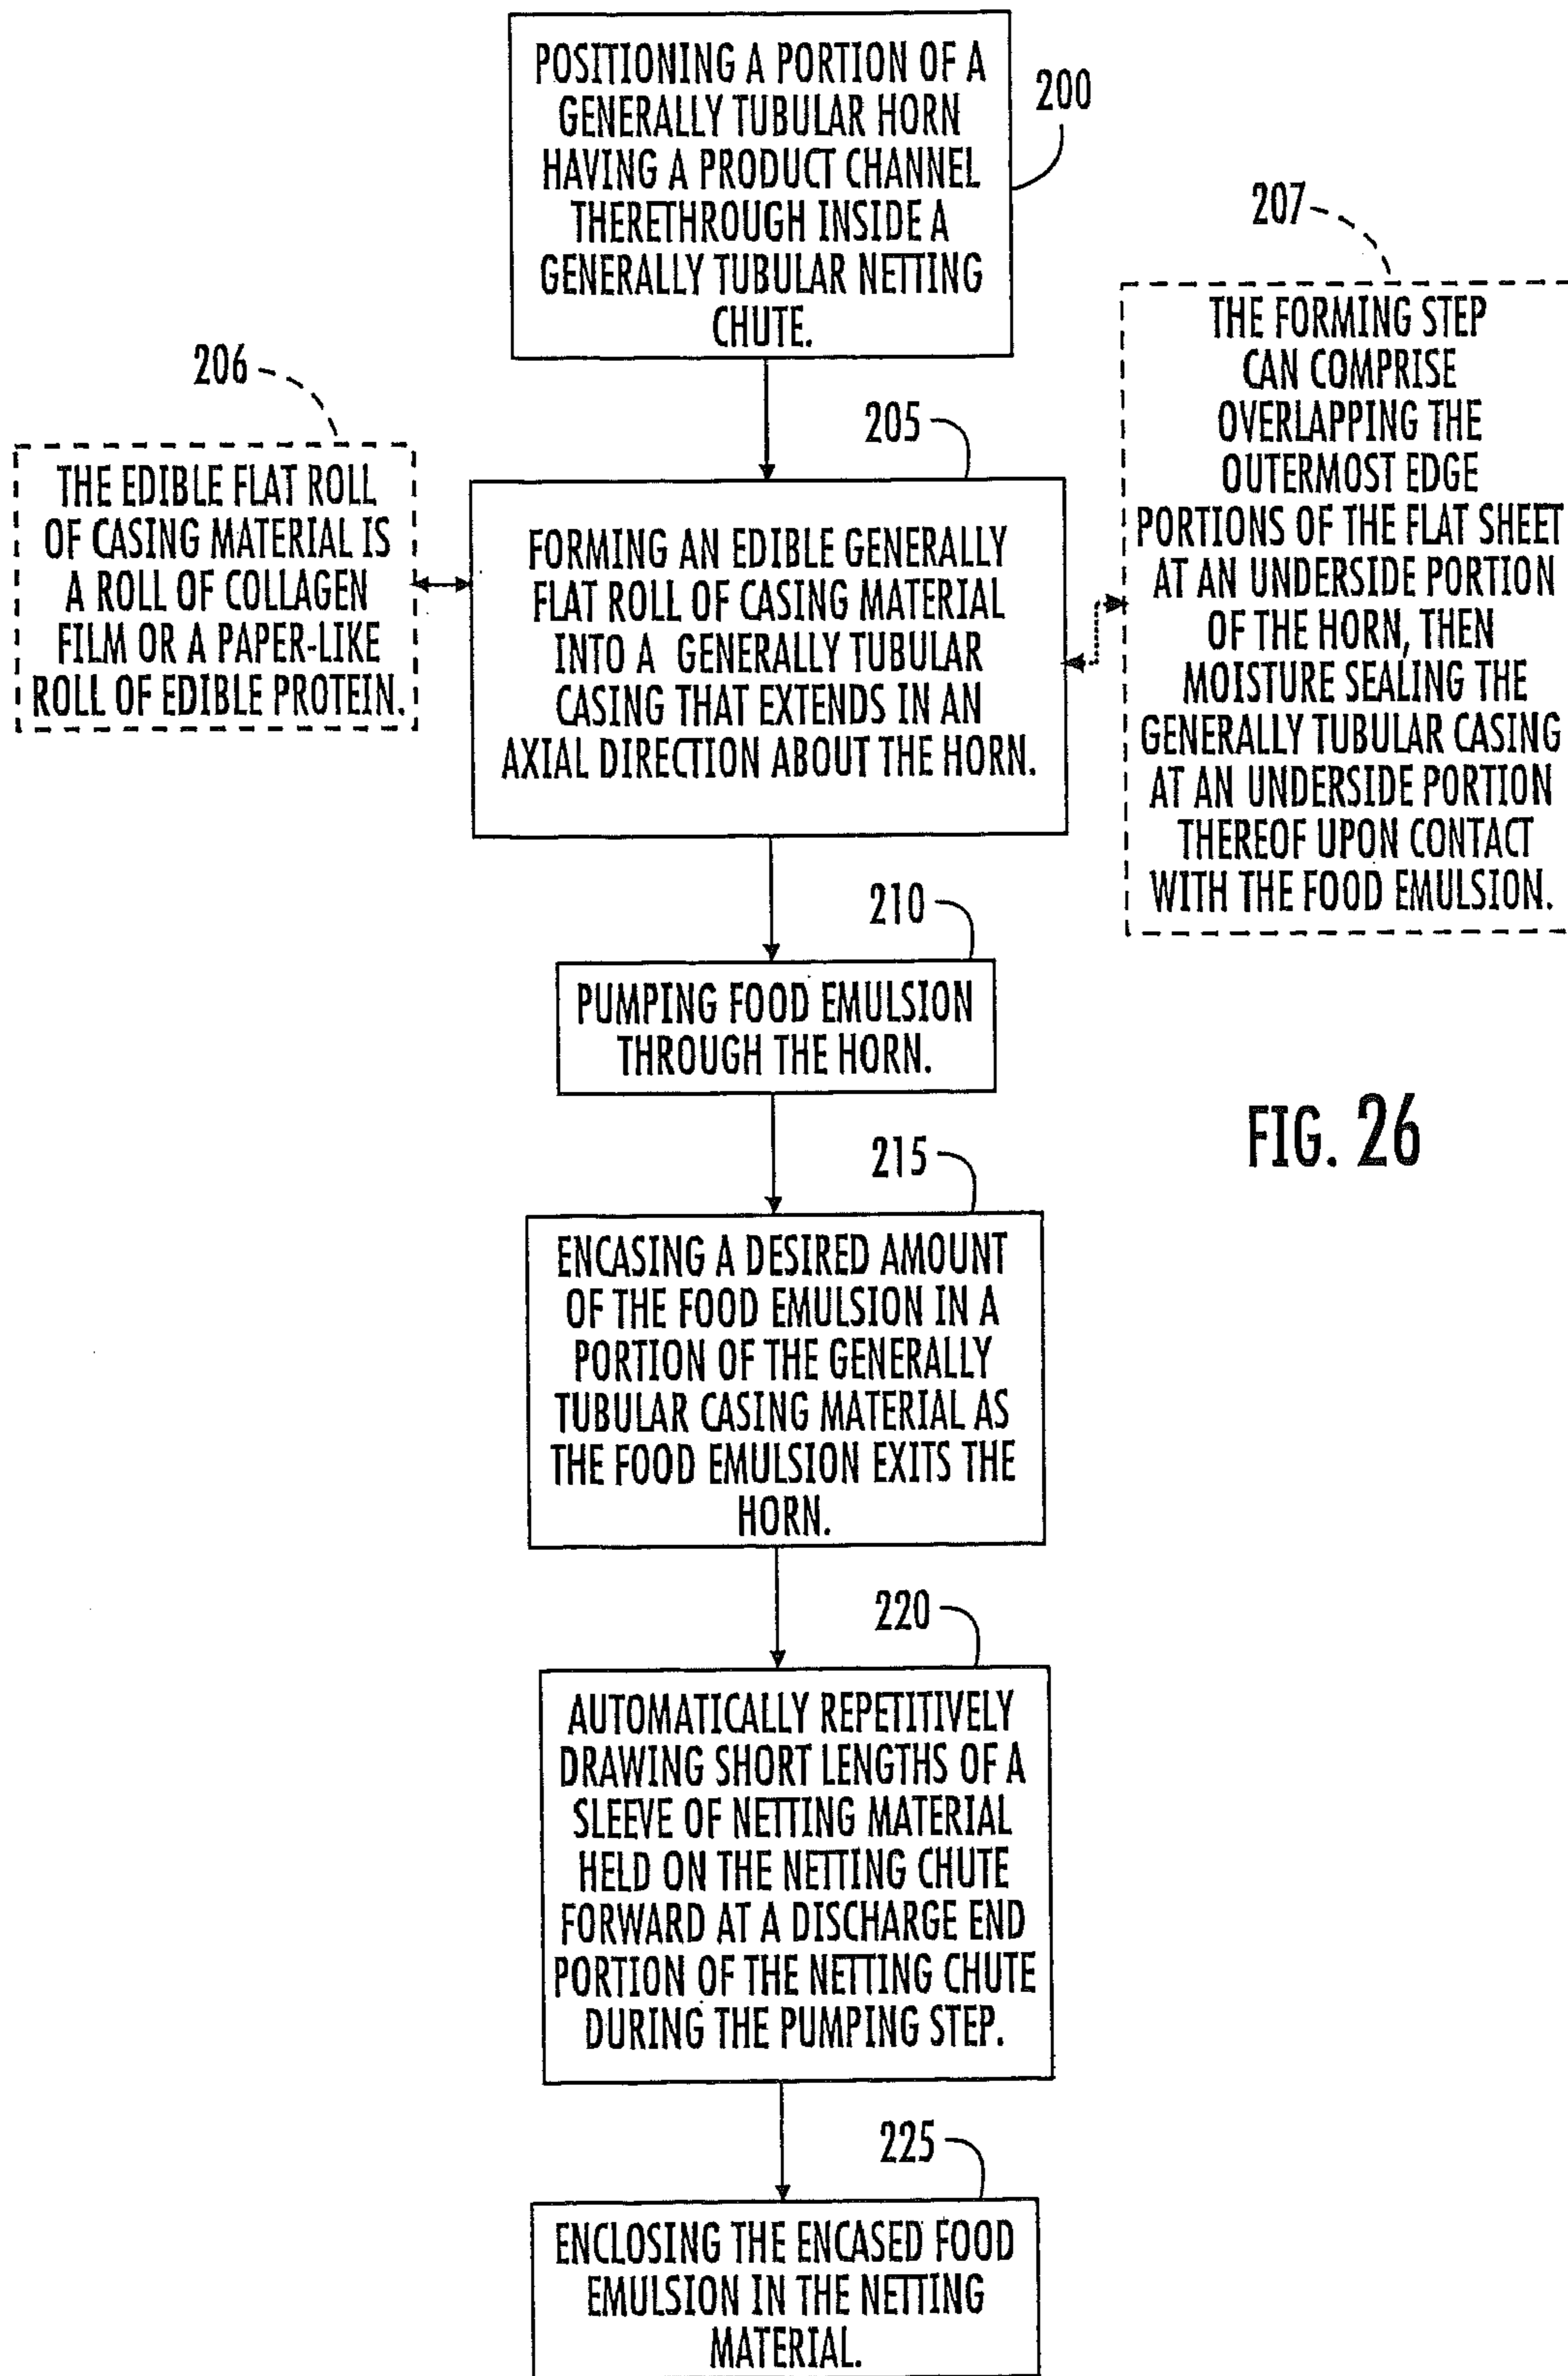 POSITIONING A PORTION OF A
GENERALLY TUBULAR HORN
HAVING A PRODUCT CHANNEL
THERETHROUGH INSIDE A
GENERALLY TUBULAR NETTING
CHUTE.
200
207
THE FORMING STEP
CAN COMPRISE
OVERLAPPING THE
OUTERMOST EDGE
PORTIONS OF THE FLAT SHEET
AT AN UNDERSIDE PORTION
OF THE HORN, THEN
MOISTURE SEALING THE
GENERALLY TUBULAR CASING
AT AN UNDERSIDE PORTION
THEREOF UPON CONTACT
WITH THE FOOD EMULSION.
206
THE EDIBLE FLAT ROLL
OF CASING MATERIAL IS
A ROLL OF COLLAGEN
FILM OR A PAPER-LIKE
ROLL OF EDIBLE PROTEIN.
205
FORMING AN EDIBLE GENERALLY
FLAT ROLL OF CASING MATERIAL
INTO A GENERALLY TUBULAR
CASING THAT EXTENDS IN AN
AXIAL DIRECTION ABOUT THE HORN.
210
PUMPING FOOD EMULSION
THROUGH THE HORN.
FIG. 26
215
ENCASING A DESIRED AMOUNT
OF THE FOOD EMULSION IN A
PORTION OF THE GENERALLY
TUBULAR CASING MATERIAL AS
THE FOOD EMULSION EXITS THE
HORN.
220
AUTOMATICALLY REPETITIVELY
DRAWING SHORT LENGTHS OF A
SLEEVE OF NETTING MATERIAL
HELD ON THE NETTING CHUTE
FORWARD AT A DISCHARGE END
PORTION OF THE NETTING CHUTE
DURING THE PUMPING STEP.
225
ENCLOSING THE ENCASED FOOD
EMULSION IN THE NETTING
MATERIAL.